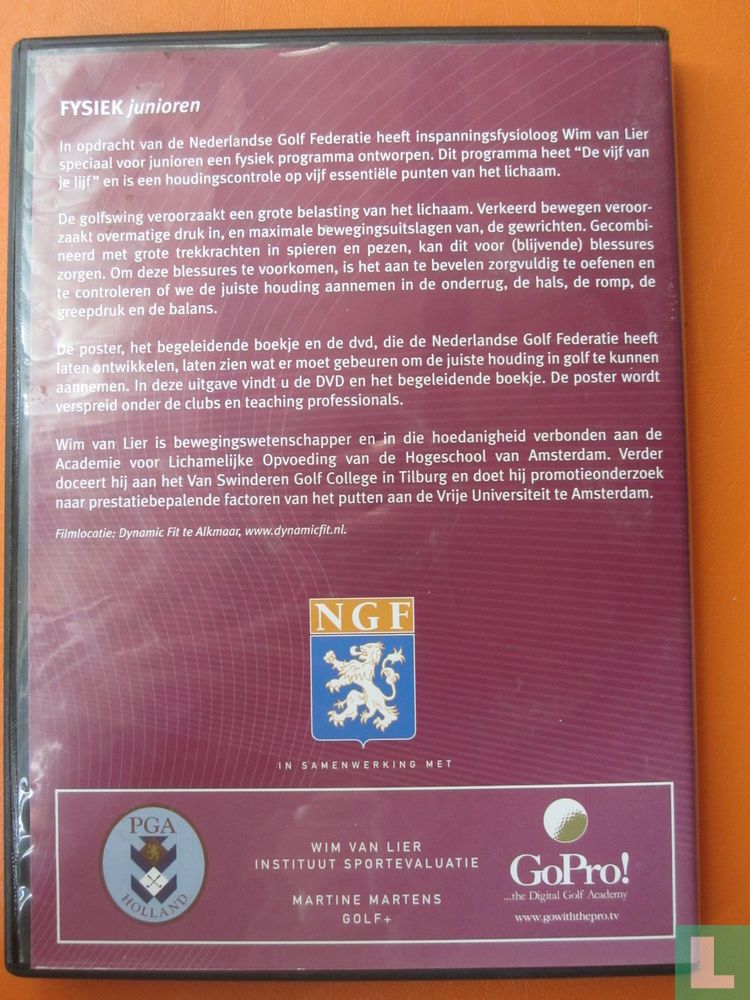 FYSIEK junioren
In opdracht van de Nederlandse Golf Federatie heeft inspanningsfysioloog Wim van Lier
speciaal voor junioren een fysiek programma ontworpen. Dit programma heet “De vijf van
je lijf” en is een houdingscontrole op vijf essentiële punten van het lichaam.
De golfswing veroorzaakt een grote belasting van het lichaam. Verkeerd bewegen veroor-
zaakt overmatige druk in, en maximale bewegingsuitslagen van, de gewrichten. Gecombi-
neerd met grote trekkrachten in spieren en pezen, kan dit voor (blijvende) blessures
zorgen. Om deze blessures te voorkomen, is het aan te bevelen zorgvuldig te oefenen en
te controleren of we de juiste houding aannemen in de onderrug, de hals, de romp, de
greepdruk en de balans.
De poster, het begeleidende boekje en de dvd, die de Nederlandse Golf Federatie heeft
laten ontwikkelen, laten zien wat er moet gebeuren om de juiste houding in golf te kunnen
aannemen. In deze uitgave vindt u de DVD en het begeleidende boekje. De poster wordt
verspreid onder de clubs en teaching professionals.
Wim van Lier is bewegingswetenschapper en in die hoedanigheid verbonden aan de
Academie voor Lichamelijke Opvoeding van de Hogeschool van Amsterdam. Verder
doceert hij aan het Van Swinderen Golf College in Tilburg en doet hij promotieonderzoek
naar prestatiebepalende factoren van het putten aan de Vrije Universiteit te Amsterdam.
Filmlocatie: Dynamic Fit te Alkmaar, www.dynamicfit.nl.
NGF
IN SAMENWERKING MET
PGA
HOLLAND
WIM VAN LIER
INSTITUUT SPORTEVALUATIE
MARTINE MARTENS
GOLF+
GoPro!
...the Digital Golf Academy
www.gowiththepro.tv
L